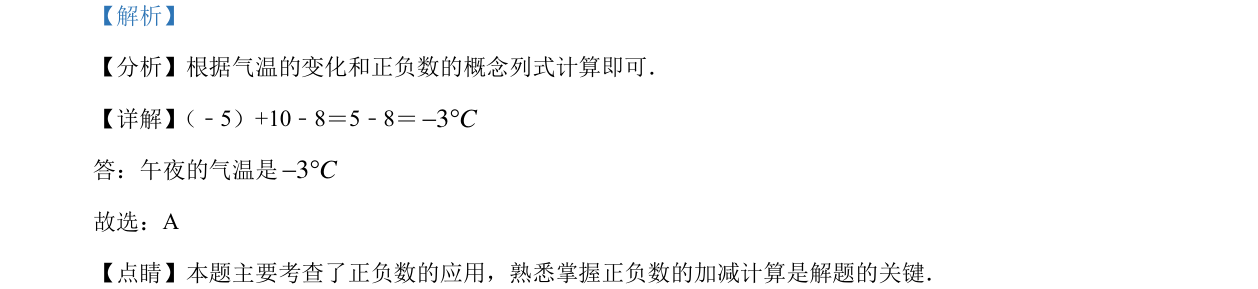 【解析】
【分析】根据气温的变化和正负数的概念列式计算即可．
【详解】（﹣5）+10﹣8＝5﹣8＝ –3°C
答：午夜的气温是 –3°C
故选：A
【点睛】本题主要考查了正负数的应用，熟悉掌握正负数的加减计算是解题的关键．